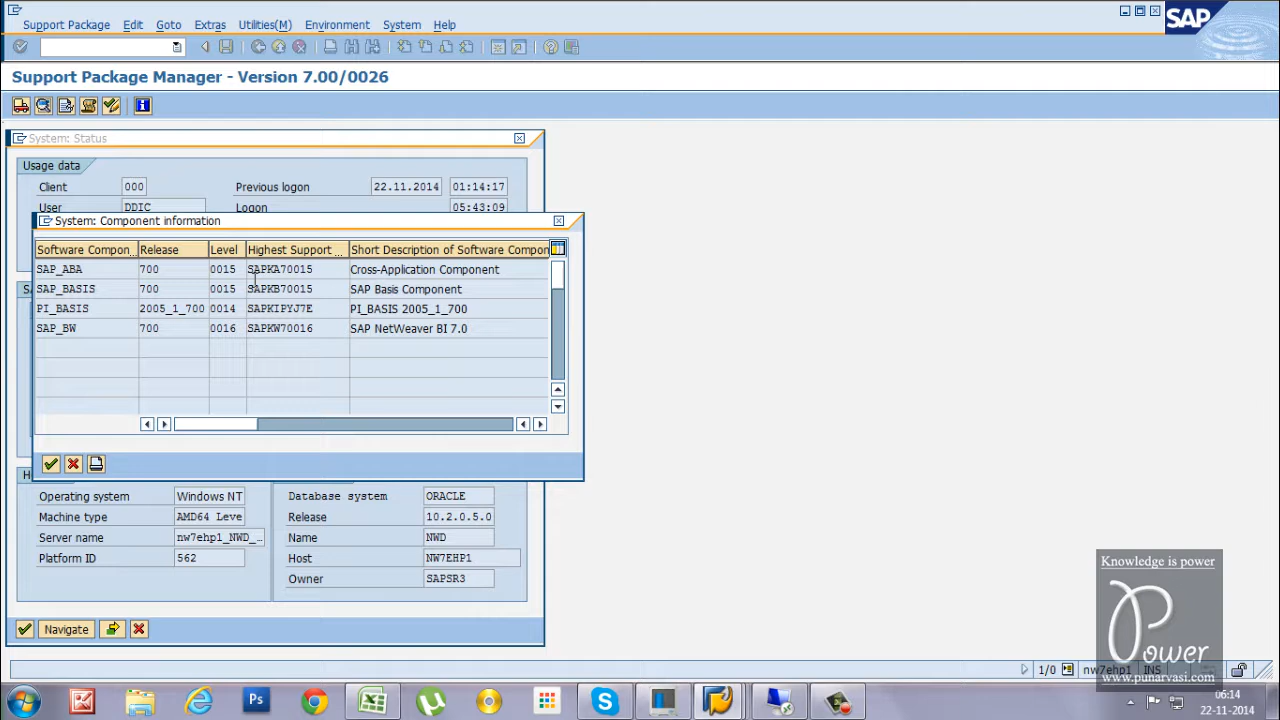 Support Package Edit Goto Extras Utilities(M) Environment System Help
SAP
Support Package Manager - Version 7.00/0026
System: Status
Usage data
Client 000 Previous logon 22.11.2014 01:14:17
User DDIC Logon 05:43:09
System: Component information
Software Compon... Release Level Highest Support ... Short Description of Software Compon
SAP_ABA 700 0015 SAPKA70015 Cross-Application Component
SAP_BASIS 700 0015 SAPKB70015 SAP Basis Component
PI_BASIS 2005_1_700 0014 SAPKIPYJ7E PI_BASIS 2005_1_700
SAP_BW 700 0016 SAPKW70016 SAP NetWeaver BI 7.0
Operating system Windows NT Database system ORACLE
Machine type AMD64 Leve Release 10.2.0.5.0
Server name nw7ehp1_NWD_... Name NWD
Platform ID 562 Host NW7EHP1
Owner SAPSR3
Navigate
Knowledge is power
Power
www.punarvasi.com
1/0 nw7ehp1 INS
Ps
06:14
22-11-2014